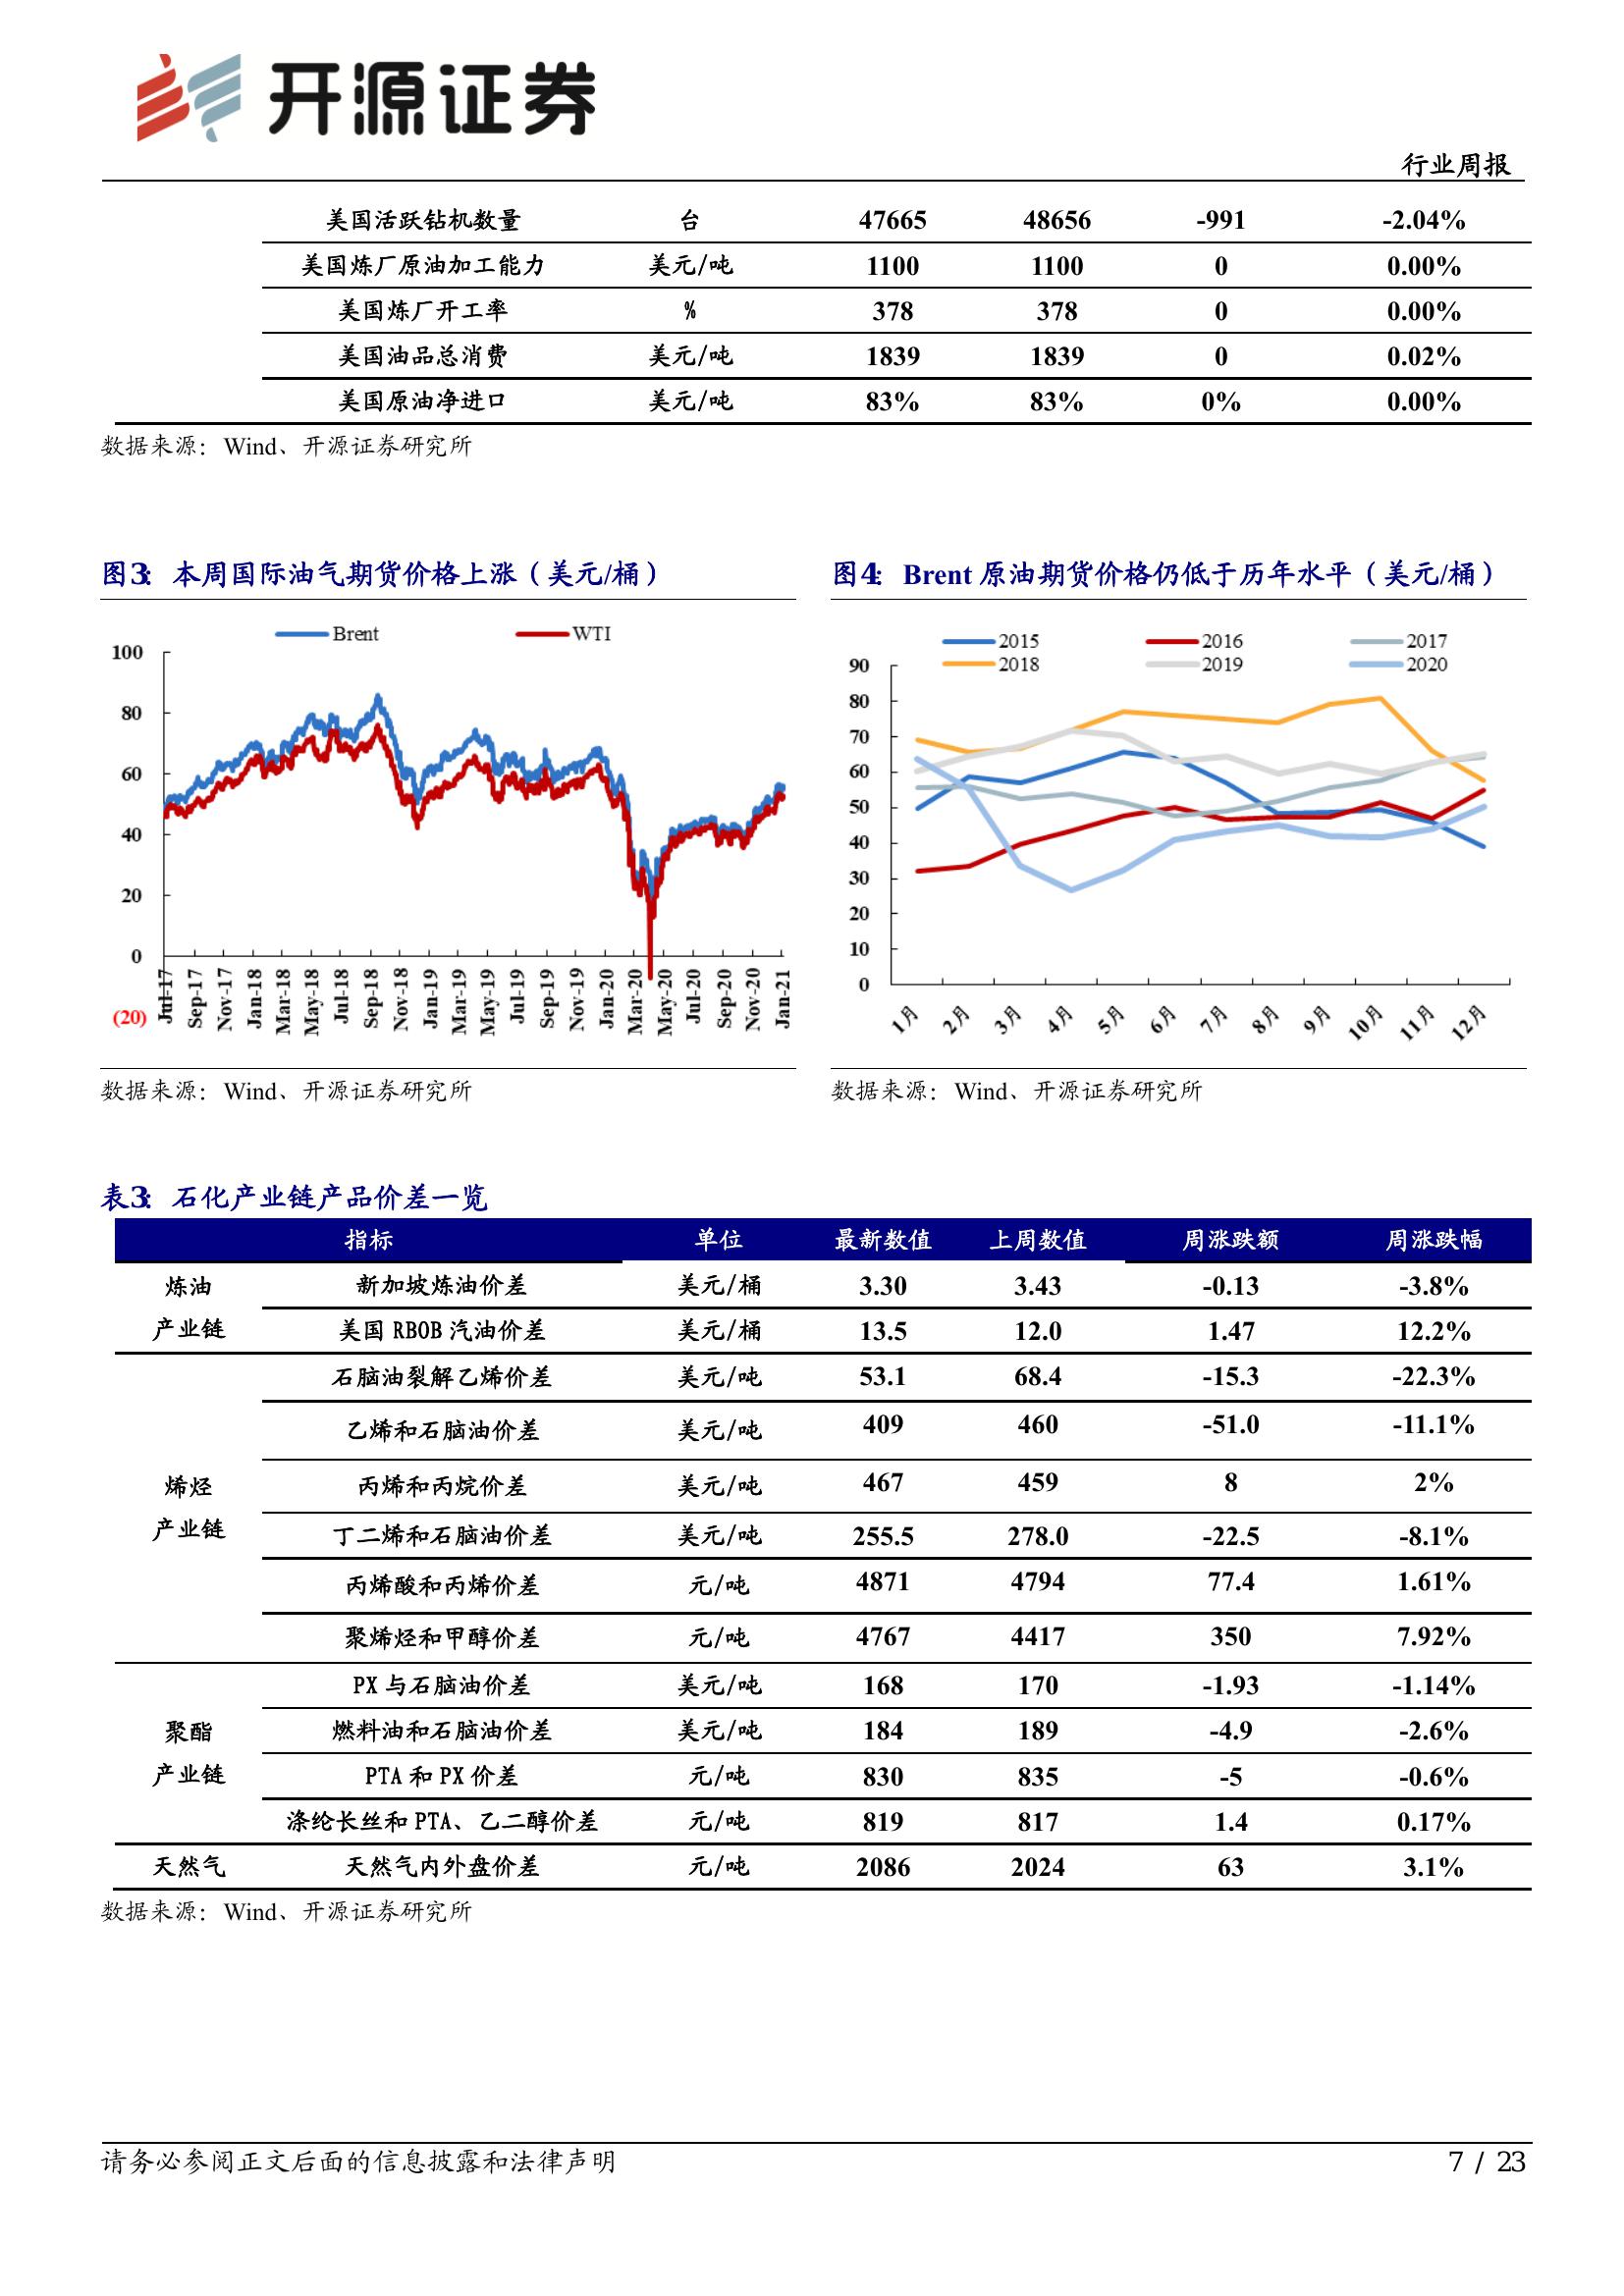 开源证券
行业周报
美国活跃钻机数量 台 47665 48656 -991 -2.04%
美国炼厂原油加工能力 美元/吨 1100 1100 0 0.00%
美国炼厂开工率 % 378 378 0 0.00%
美国油品总消费 美元/吨 1839 1839 0 0.02%
美国原油净进口 美元/吨 83% 83% 0% 0.00%
数据来源：Wind、开源证券研究所
图3：本周国际油气期货价格上涨（美元/桶）
Brent WTI
100
80
60
40
20
0
(20)
Jul-17 Sep-17 Nov-17 Jan-18 Mar-18 May-18 Jul-18 Sep-18 Nov-18 Jan-19 Mar-19 May-19 Jul-19 Sep-19 Nov-19 Jan-20 Mar-20 May-20 Jul-20 Sep-20 Nov-20 Jan-21
数据来源：Wind、开源证券研究所
图4：Brent 原油期货价格仍低于历年水平（美元/桶）
2015 2016 2017
2018 2019 2020
90
80
70
60
50
40
30
20
10
0
1月 2月 3月 4月 5月 6月 7月 8月 9月 10月 11月 12月
数据来源：Wind、开源证券研究所
表3：石化产业链产品价差一览
指标 单位 最新数值 上周数值 周涨跌额 周涨跌幅
炼油
产业链
新加坡炼油价差 美元/桶 3.30 3.43 -0.13 -3.8%
美国 RBOB 汽油价差 美元/桶 13.5 12.0 1.47 12.2%
烯烃
产业链
石脑油裂解乙烯价差 美元/吨 53.1 68.4 -15.3 -22.3%
乙烯和石脑油价差 美元/吨 409 460 -51.0 -11.1%
丙烯和丙烷价差 美元/吨 467 459 8 2%
丁二烯和石脑油价差 美元/吨 255.5 278.0 -22.5 -8.1%
丙烯酸和丙烯价差 元/吨 4871 4794 77.4 1.61%
聚烯烃和甲醇价差 元/吨 4767 4417 350 7.92%
聚酯
产业链
PX 与石脑油价差 美元/吨 168 170 -1.93 -1.14%
燃料油和石脑油价差 美元/吨 184 189 -4.9 -2.6%
PTA 和 PX 价差 元/吨 830 835 -5 -0.6%
涤纶长丝和 PTA、乙二醇价差 元/吨 819 817 1.4 0.17%
天然气 天然气内外盘价差 元/吨 2086 2024 63 3.1%
数据来源：Wind、开源证券研究所
请务必参阅正文后面的信息披露和法律声明
7 / 23